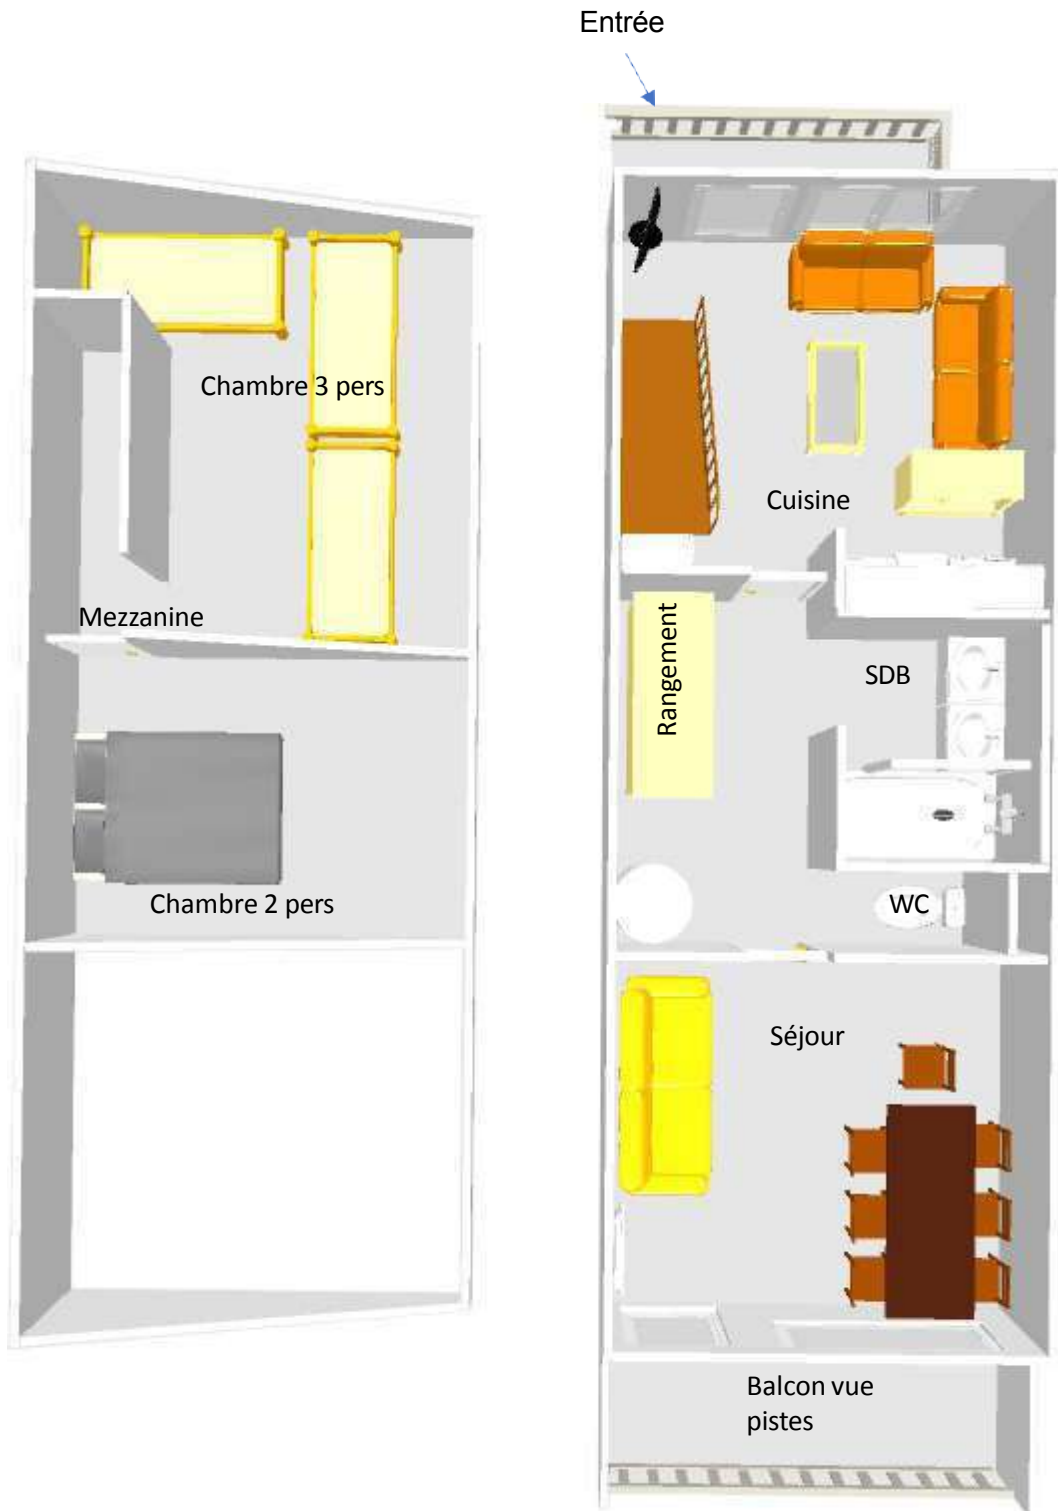 Entrée
Chambre 3 pers
Cuisine
Mezzanine
Rangement
SDB
Chambre 2 pers
WC
Séjour
Balcon vue
pistes